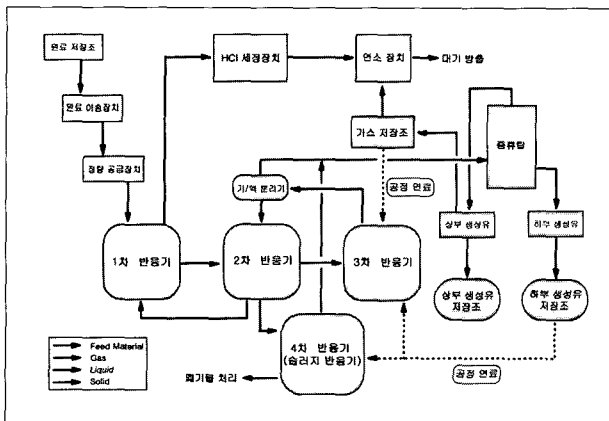 원료 저장조
HCl 세정장치
연소 장치
대기 방출
원료 이송장치
가스 저장조
증류탑
정량 공급장치
기/액 분리기
공정 연료
상부 생성유
하부 생성유
1차 반응기
2차 반응기
3차 반응기
상부 생성유
저장조
하부 생성유
저장조
4차 반응기
(슬러지 반응기)
Feed Material
Gas
Liquid
Solid
폐기물 처리
공정 연료